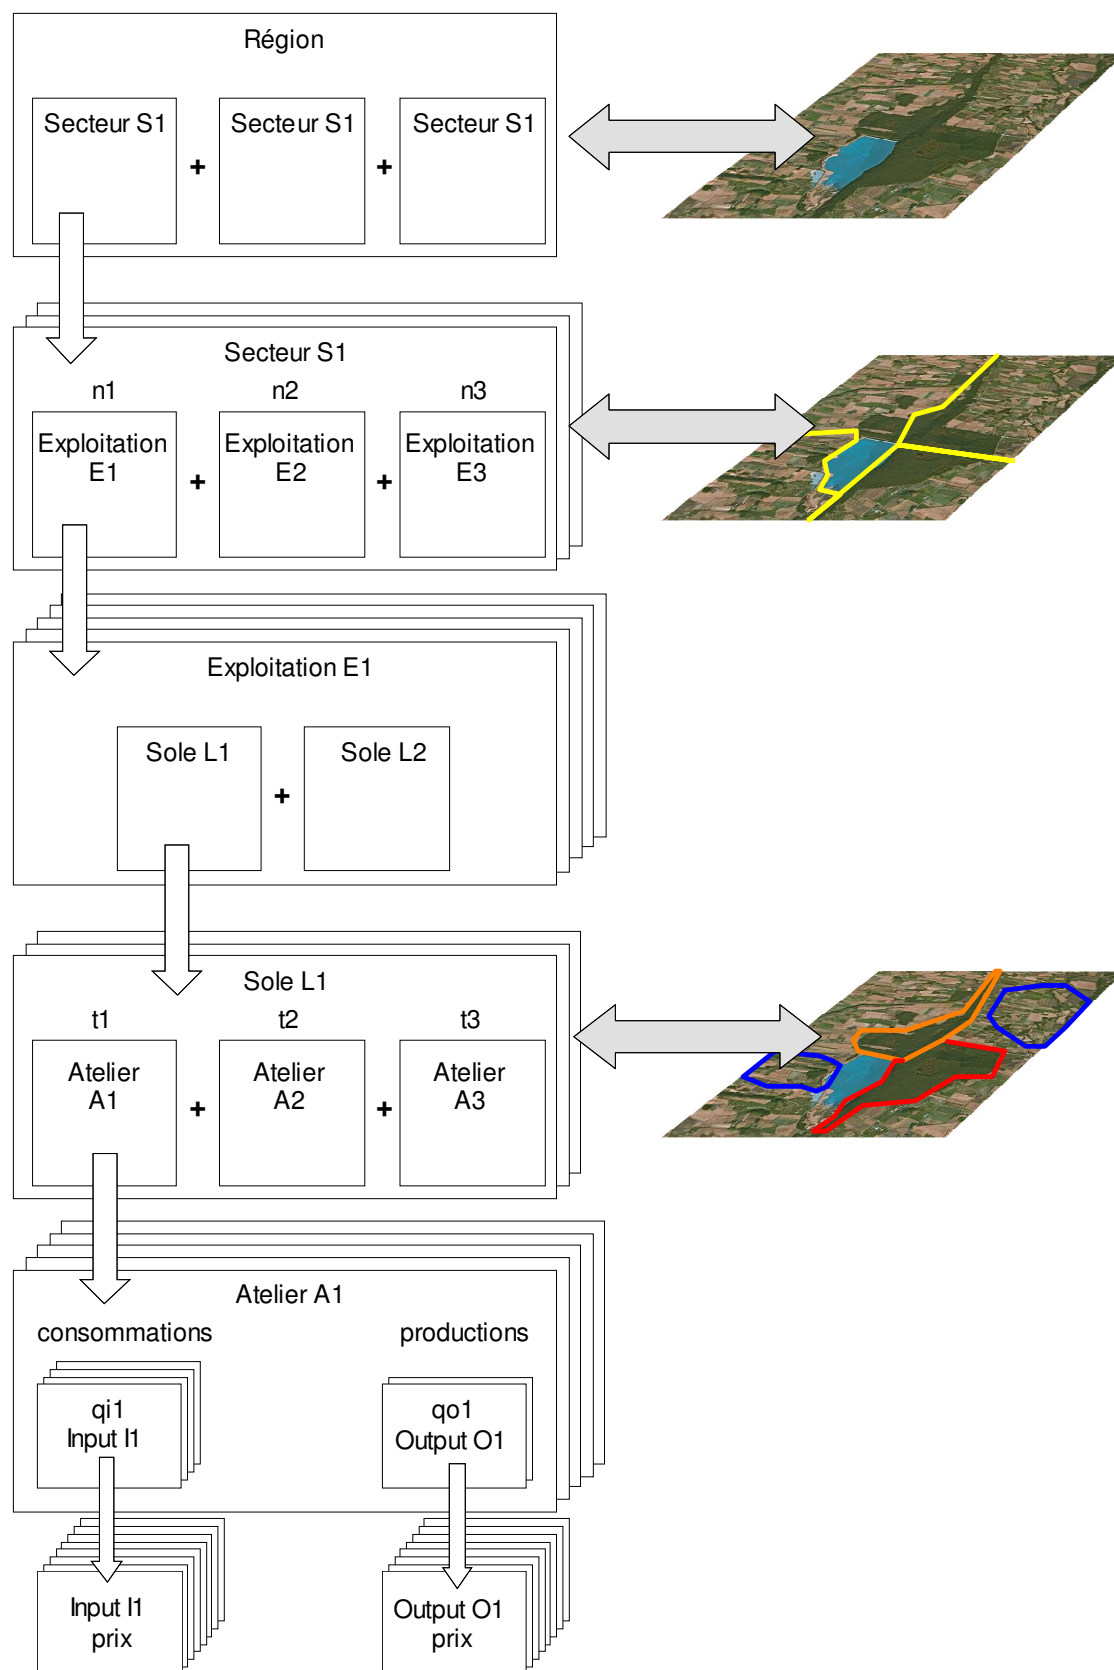 Région
Secteur S1
Secteur S1
Secteur S1
+
+
Secteur S1
n1
n2
n3
Exploitation
E1
Exploitation
E2
Exploitation
E3
+
+
Exploitation E1
Sole L1
Sole L2
+
Sole L1
t1
t2
t3
Atelier
A1
Atelier
A2
Atelier
A3
+
+
Atelier A1
consommations
productions
qi1
Input I1
qo1
Output O1
Input I1
prix
Output O1
prix